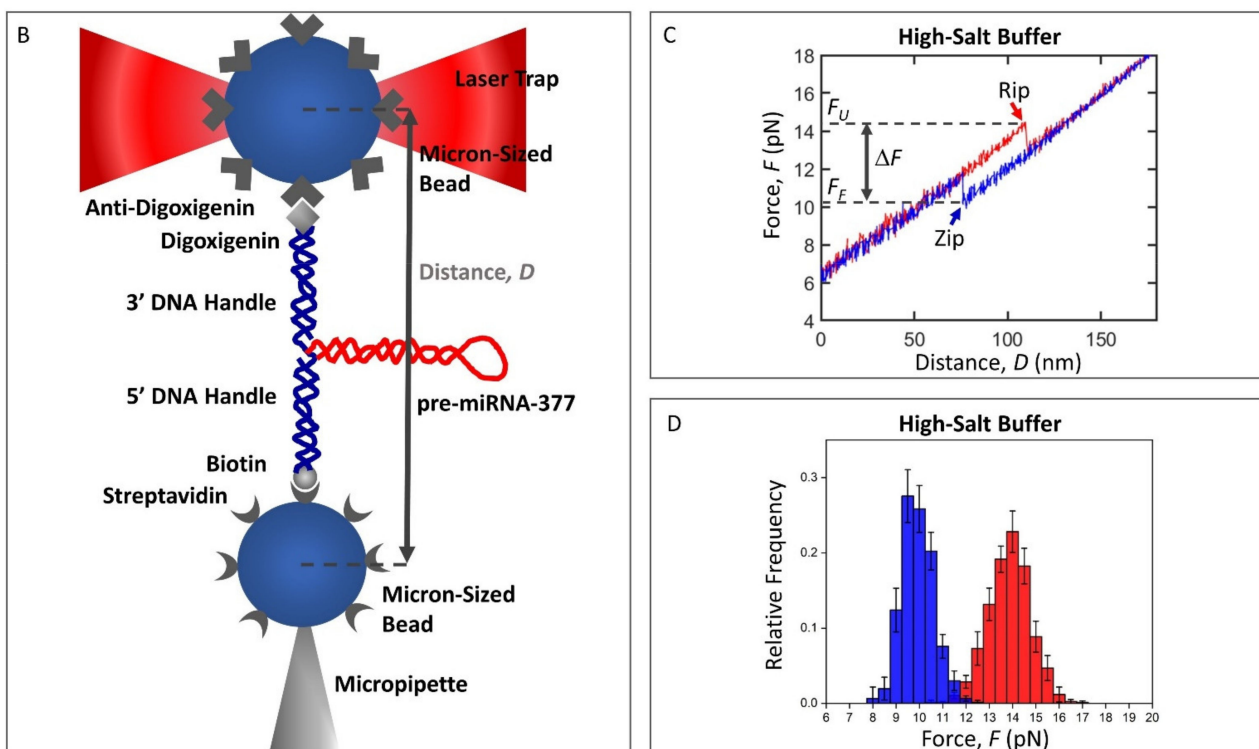 B
Laser Trap
Micron-Sized
Bead
Anti-Digoxigenin
Digoxigenin
Distance, D
3’ DNA Handle
5’ DNA Handle
pre-miRNA-377
Biotin
Streptavidin
Micron-Sized
Bead
Micropipette
C
High-Salt Buffer
Force, F (pN)
18
16
14
12
10
8
6
4
F_U
ΔF
F_F
Rip
Zip
0 50 100 150
Distance, D (nm)
D
High-Salt Buffer
Relative Frequency
0.3
0.2
0.1
0.0
6 7 8 9 10 11 12 13 14 15 16 17 18 19 20
Force, F (pN)